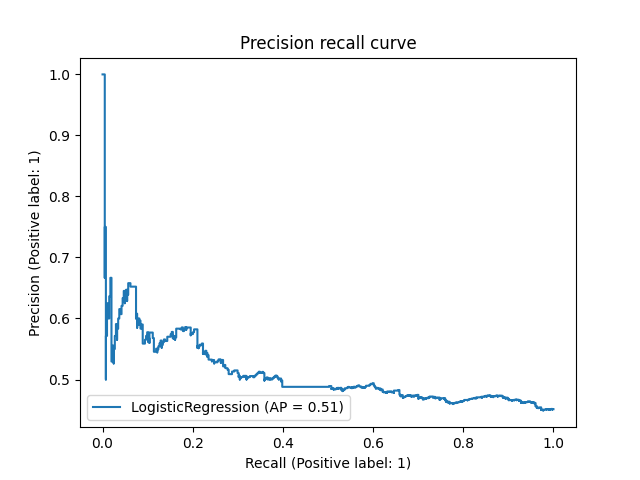 Precision recall curve
1.0
0.9
0.8
0.7
0.6
0.5
Precision (Positive label: 1)
LogisticRegression (AP = 0.51)
0.0 0.2 0.4 0.6 0.8 1.0
Recall (Positive label: 1)